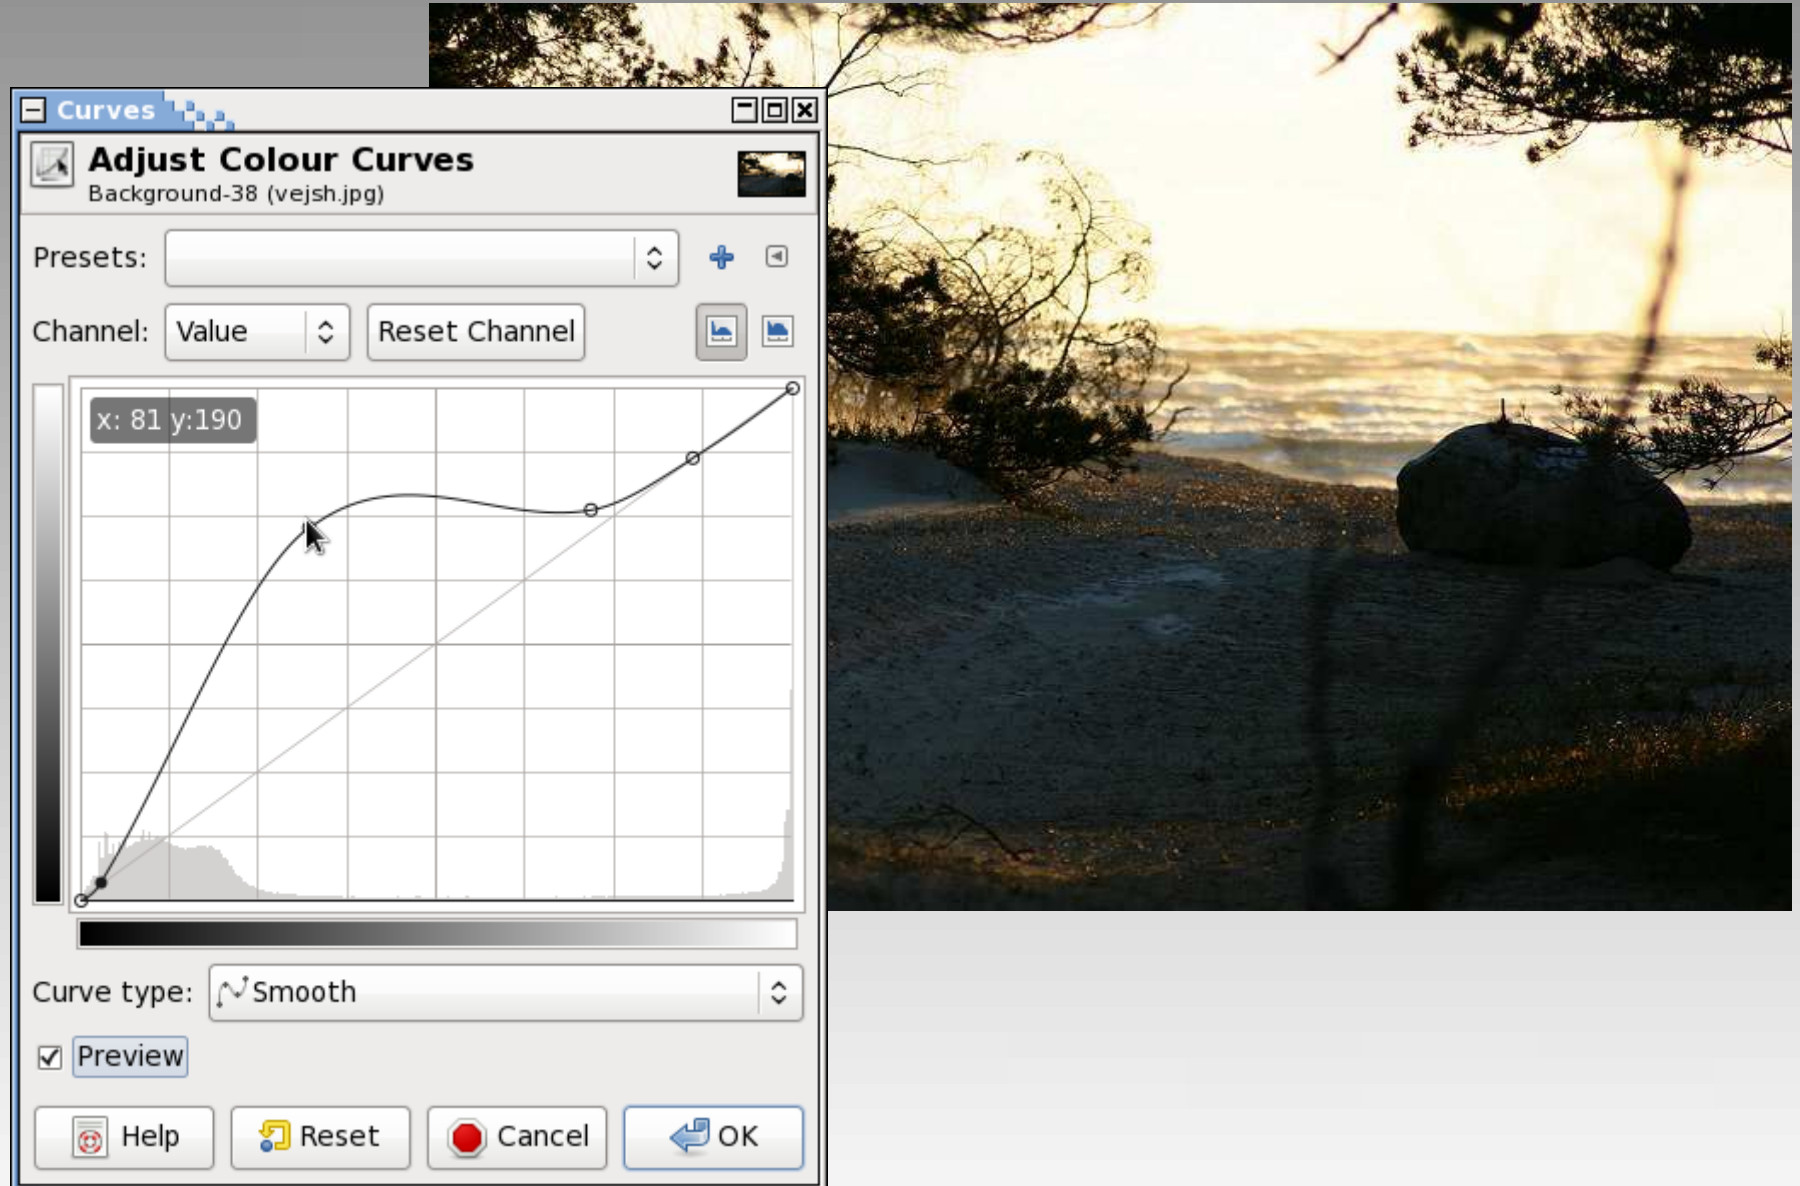 Curves
Adjust Colour Curves
Background-38 (vejsh.jpg)
Presets:
Channel: Value Reset Channel
x: 81 y:190
Curve type: Smooth
Preview
Help Reset Cancel OK